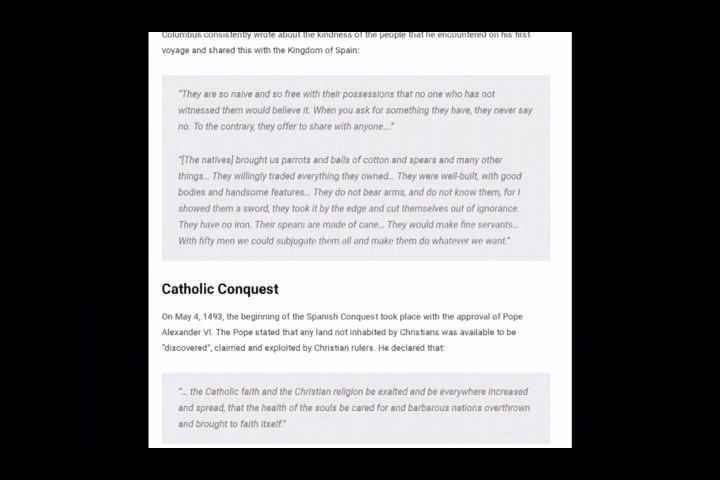 Columbus consistently wrote about the kindness of the people that he encountered on his first
voyage and shared this with the Kingdom of Spain:
"They are so naive and so free with their possessions that no one who has not
witnessed them would believe it. When you ask for something they have, they never say
no. To the contrary, they offer to share with anyone...."
"[The natives] brought us parrots and balls of cotton and spears and many other
things... They willingly traded everything they owned... They were well-built, with good
bodies and handsome features... They do not bear arms, and do not know them, for I
showed them a sword, they took it by the edge and cut themselves out of ignorance.
They have no iron. Their spears are made of cane... They would make fine servants...
With fifty men we could subjugate them all and make them do whatever we want."
Catholic Conquest
On May 4, 1493, the beginning of the Spanish Conquest took place with the approval of Pope
Alexander VI. The Pope stated that any land not inhabited by Christians was available to be
"discovered", claimed and exploited by Christian rulers. He declared that:
"... the Catholic faith and the Christian religion be exalted and be everywhere increased
and spread, that the health of the souls be cared for and barbarous nations overthrown
and brought to faith itself."